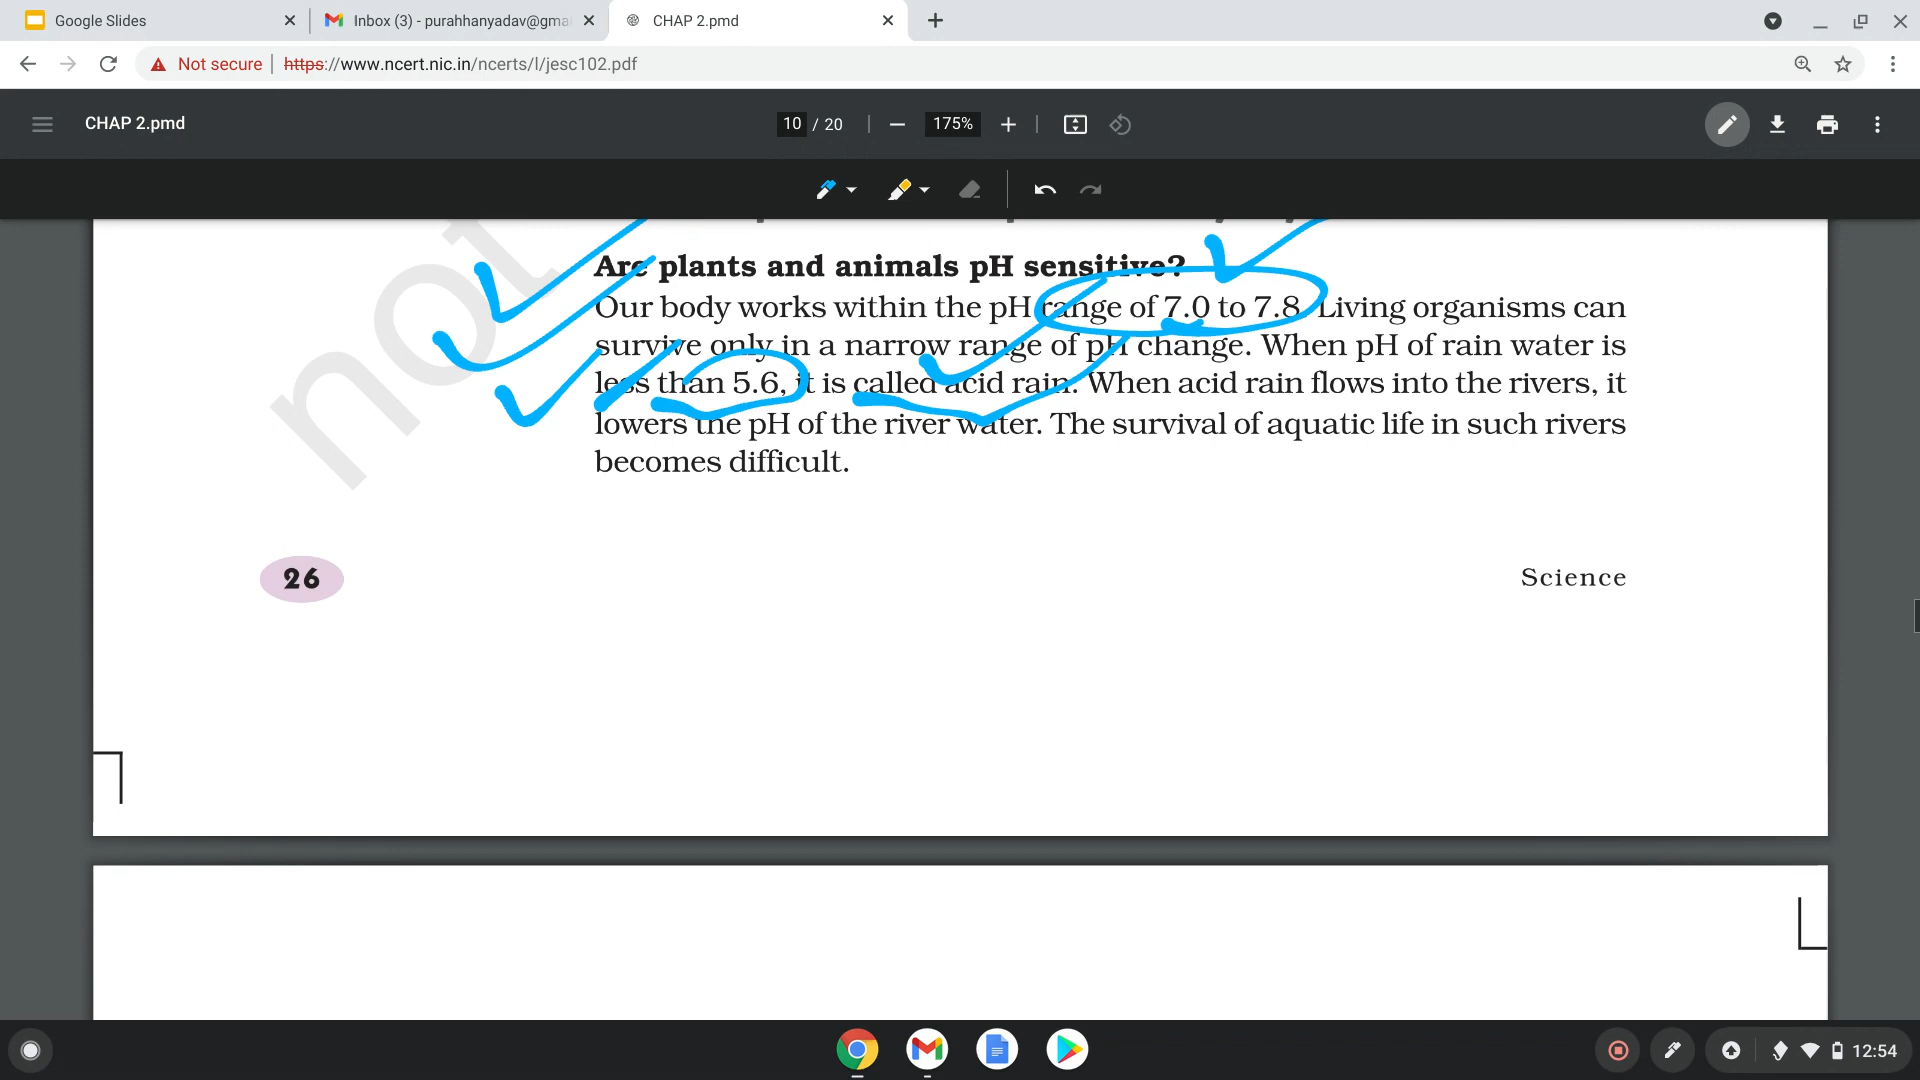 Google Slides
Inbox (3) - purahhanyadav@gma
CHAP 2.pmd
Not secure | https://www.ncert.nic.in/ncerts/l/jesc102.pdf
CHAP 2.pmd
10 / 20
175%
not
Are plants and animals pH sensitive?
Our body works within the pH range of 7.0 to 7.8. Living organisms can
survive only in a narrow range of pH change. When pH of rain water is
less than 5.6, it is called acid rain. When acid rain flows into the rivers, it
lowers the pH of the river water. The survival of aquatic life in such rivers
becomes difficult.
26
Science
12:54